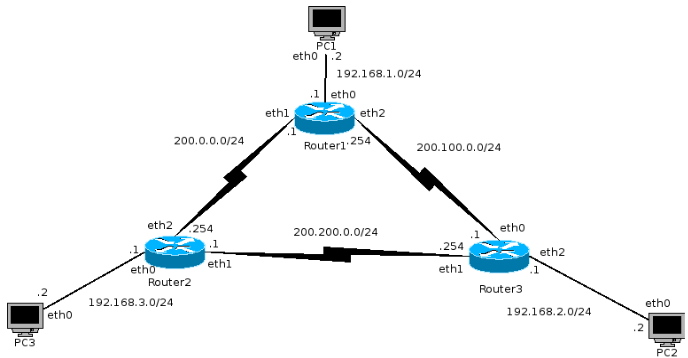 PC1
eth0 .2
192.168.1.0/24
.1 eth0
eth1 eth2
.1 .254
Router1
200.0.0.0/24 200.100.0.0/24
eth2 .254
200.200.0.0/24
.1 eth0
.1 .1 .254 eth2
eth0 eth1 eth1 .1
Router2 Router3
.2 192.168.3.0/24 192.168.2.0/24 eth0
eth0 .2
PC3 PC2